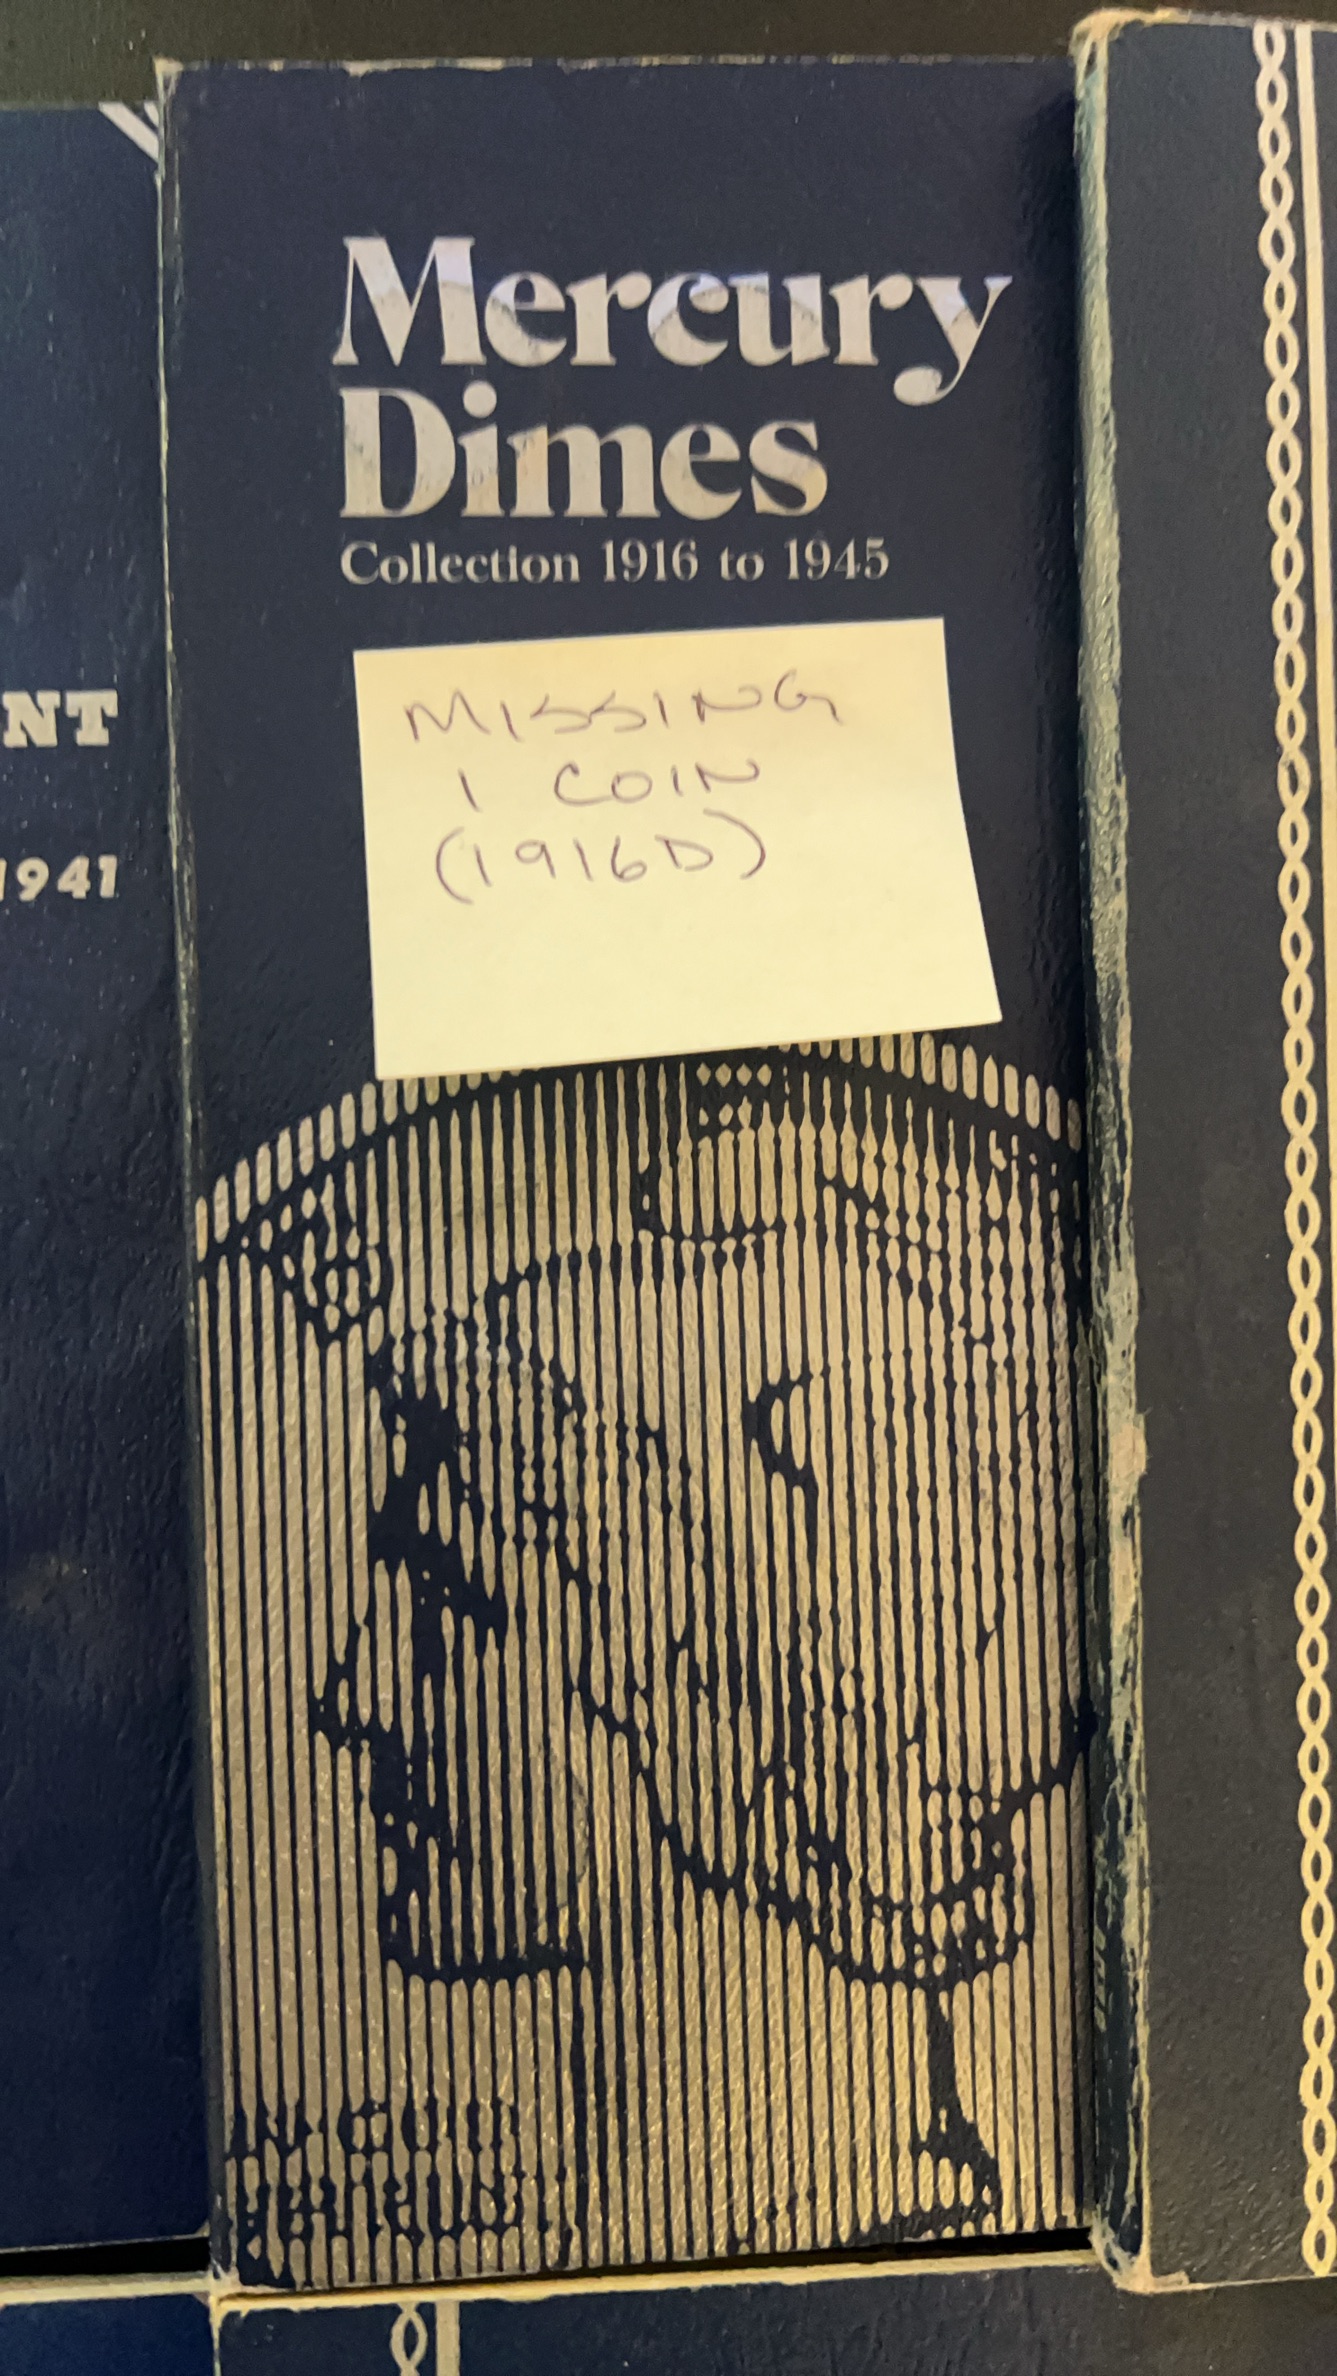 Mercury
Dimes
Collection 1916 to 1945
MISSING
1 COIN
(1916D)
NT
1941